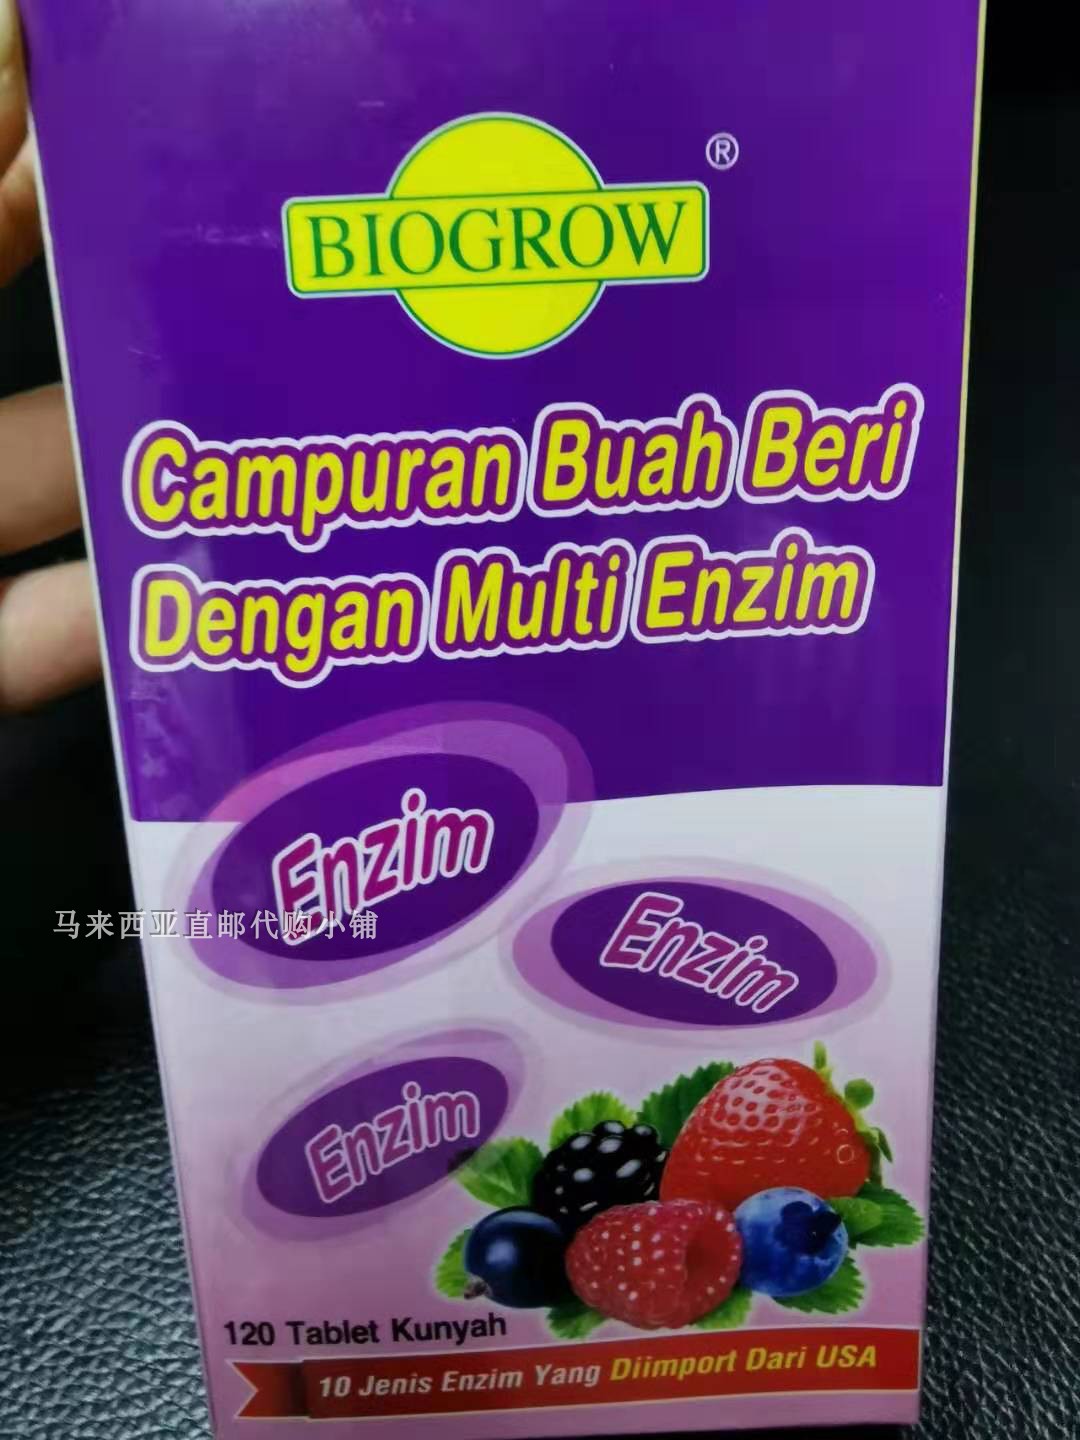 BIOGROW ®
Campuran Buah Beri
Dengan Multi Enzim
Enzim
Enzim
马来西亚直邮代购小铺
Enzim
120 Tablet Kunyah
10 Jenis Enzim Yang Diimport Dari USA